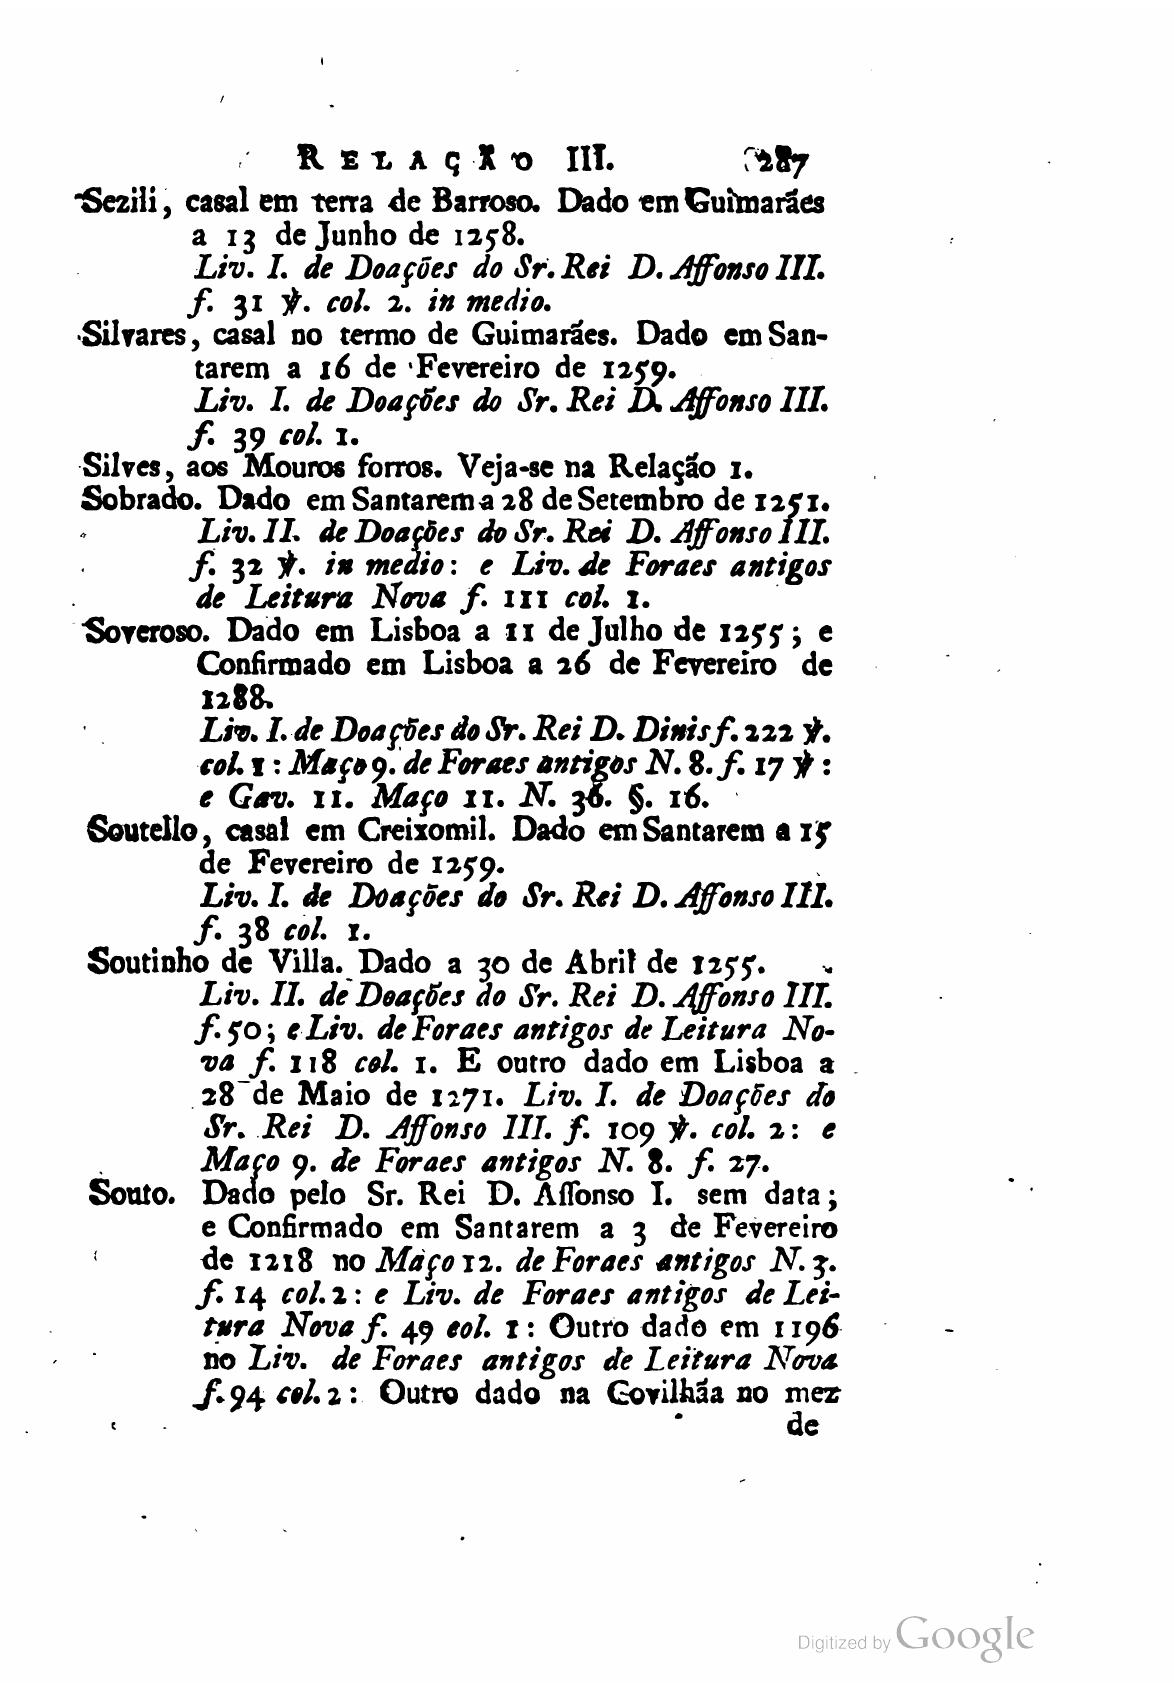 RELAÇÃO III. 287
Sezili, casal em terra de Barroso. Dado em Guimarães
a 13 de Junho de 1258.
Liv. I. de Doações do Sr. Rei D. Affonso III.
f. 31 ℣. col. 2. in medio.
Silvares, casal no termo de Guimarães. Dado em San-
tarem a 16 de Fevereiro de 1259.
Liv. I. de Doações do Sr. Rei D. Affonso III.
f. 39 col. 1.
Silves, aos Mouros forros. Veja-se na Relação 1.
Sobrado. Dado em Santarem a 28 de Setembro de 1251.
Liv. II. de Doações do Sr. Rei D. Affonso III.
f. 32 ℣. in medio: e Liv. de Foraes antigos
de Leitura Nova f. 111 col. 1.
Soveroso. Dado em Lisboa a 11 de Julho de 1255; e
Confirmado em Lisboa a 26 de Fevereiro de
1288.
Liv. I. de Doações do Sr. Rei D. Dinis f. 222 ℣.
col. 1: Maço 9. de Foraes antigos N. 8. f. 17 ℣:
e Gav. 11. Maço 11. N. 36. §. 16.
Soutello, casal em Creixomil. Dado em Santarem a 15
de Fevereiro de 1259.
Liv. I. de Doações do Sr. Rei D. Affonso III.
f. 38 col. 1.
Soutinho de Villa. Dado a 30 de Abril de 1255.
Liv. II. de Doações do Sr. Rei D. Affonso III.
f. 50; e Liv. de Foraes antigos de Leitura No-
va f. 118 col. 1. E outro dado em Lisboa a
28 de Maio de 1271. Liv. I. de Doações do
Sr. Rei D. Affonso III. f. 109 ℣. col. 2: e
Maço 9. de Foraes antigos N. 8. f. 27.
Souto. Dado pelo Sr. Rei D. Affonso I. sem data;
e Confirmado em Santarem a 3 de Fevereiro
de 1218 no Maço 12. de Foraes antigos N. 3.
f. 14 col. 2: e Liv. de Foraes antigos de Lei-
tura Nova f. 49 col. 1: Outro dado em 1196
no Liv. de Foraes antigos de Leitura Nova
f. 94 col. 2: Outro dado na Covilhãa no mez
de
Digitized by Google